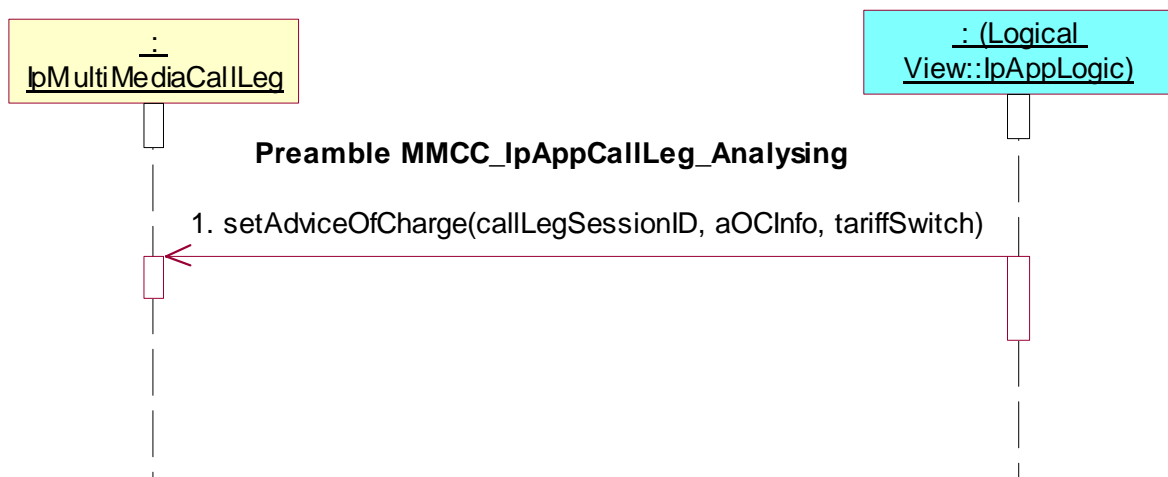 :
IpMultiMediaCallLeg
: (Logical
View::IpAppLogic)
Preamble MMCC_IpAppCallLeg_Analysing
1. setAdviceOfCharge(callLegSessionID, aOCInfo, tariffSwitch)